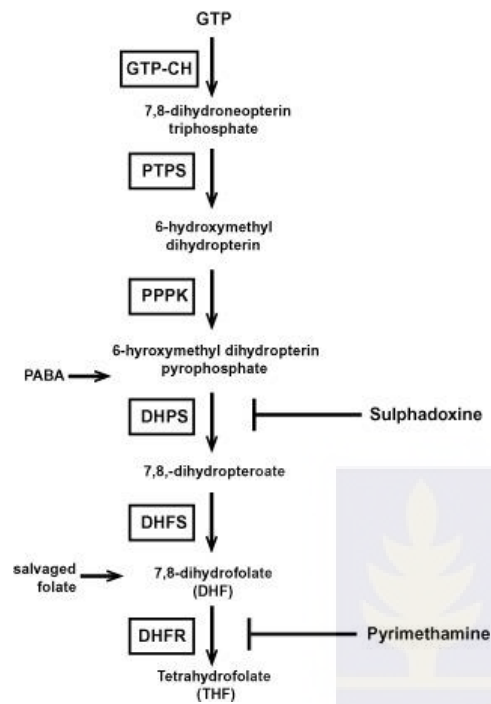 GTP
GTP-CH
7,8-dihydroneopterin
triphosphate
PTPS
6-hydroxymethyl
dihydropterin
PPPK
6-hyroxymethyl dihydropterin
pyrophosphate
PABA
DHPS
Sulphadoxine
7,8,-dihydropteroate
DHFS
salvaged
folate
7,8-dihydrofolate
(DHF)
DHFR
Pyrimethamine
Tetrahydrofolate
(THF)